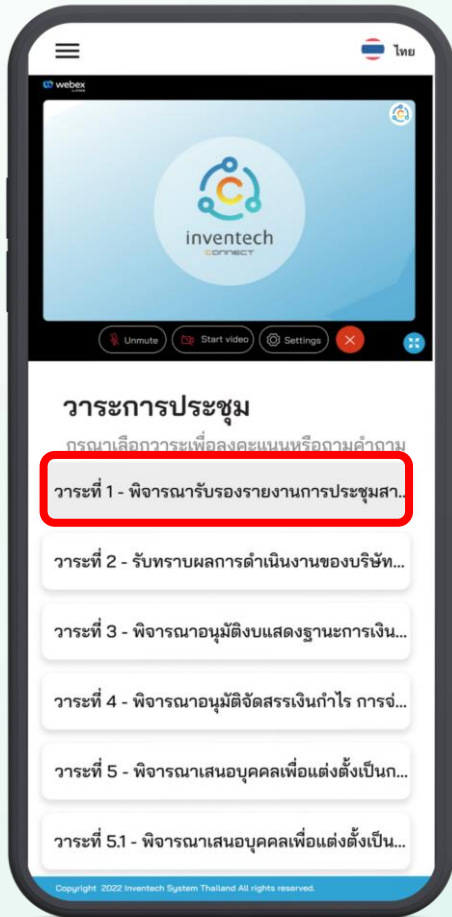 ไทย
webex
inventech
CONNECT
Unmute
Start video
Settings
วาระการประชุม
กรุณาเลือกวาระเพื่อลงคะแนนหรือถามคำถาม
วาระที่ 1 - พิจารณารับรองรายงานการประชุมสา..
วาระที่ 2 - รับทราบผลการดำเนินงานของบริษัท...
วาระที่ 3 - พิจารณาอนุมัติงบแสดงฐานะการเงิน...
วาระที่ 4 - พิจารณาอนุมัติจัดสรรเงินกำไร การจ่...
วาระที่ 5 - พิจารณาเสนอบุคคลเพื่อแต่งตั้งเป็นก...
วาระที่ 5.1 - พิจารณาเสนอบุคคลเพื่อแต่งตั้งเป็น...
Copyright 2022 Inventech System Thailand All rights reserved.